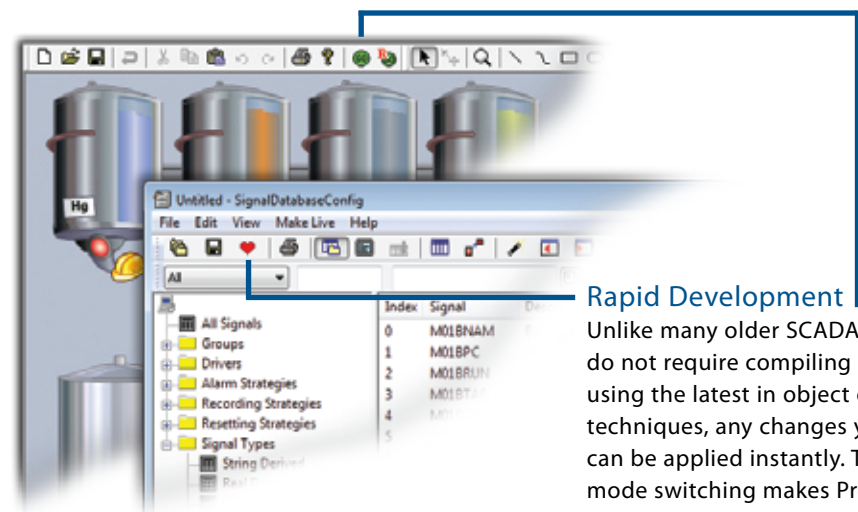 Hg
Untitled - SignalDatabaseConfig
File Edit View Make Live Help
All
All Signals
Groups
Drivers
Alarm Strategies
Recording Strategies
Resetting Strategies
Signal Types
String Derived
Index Signal
0 M01BNAM
1 M01BPC
2 M01BRUN
3
4
5
Rapid Development
Unlike many older SCADA
do not require compiling
using the latest in object
techniques, any changes
can be applied instantly.
mode switching makes Pr